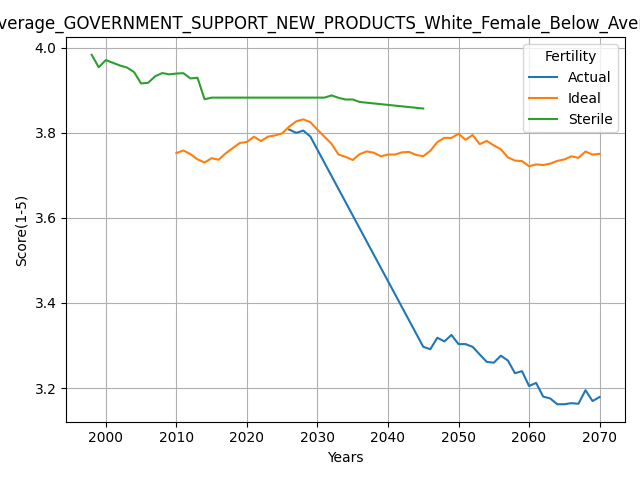 verage_GOVERNMENT_SUPPORT_NEW_PRODUCTS_White_Female_Below_Aver
Fertility
Actual
Ideal
Sterile
Score(1-5)
4.0
3.8
3.6
3.4
3.2
2000 2010 2020 2030 2040 2050 2060 2070
Years